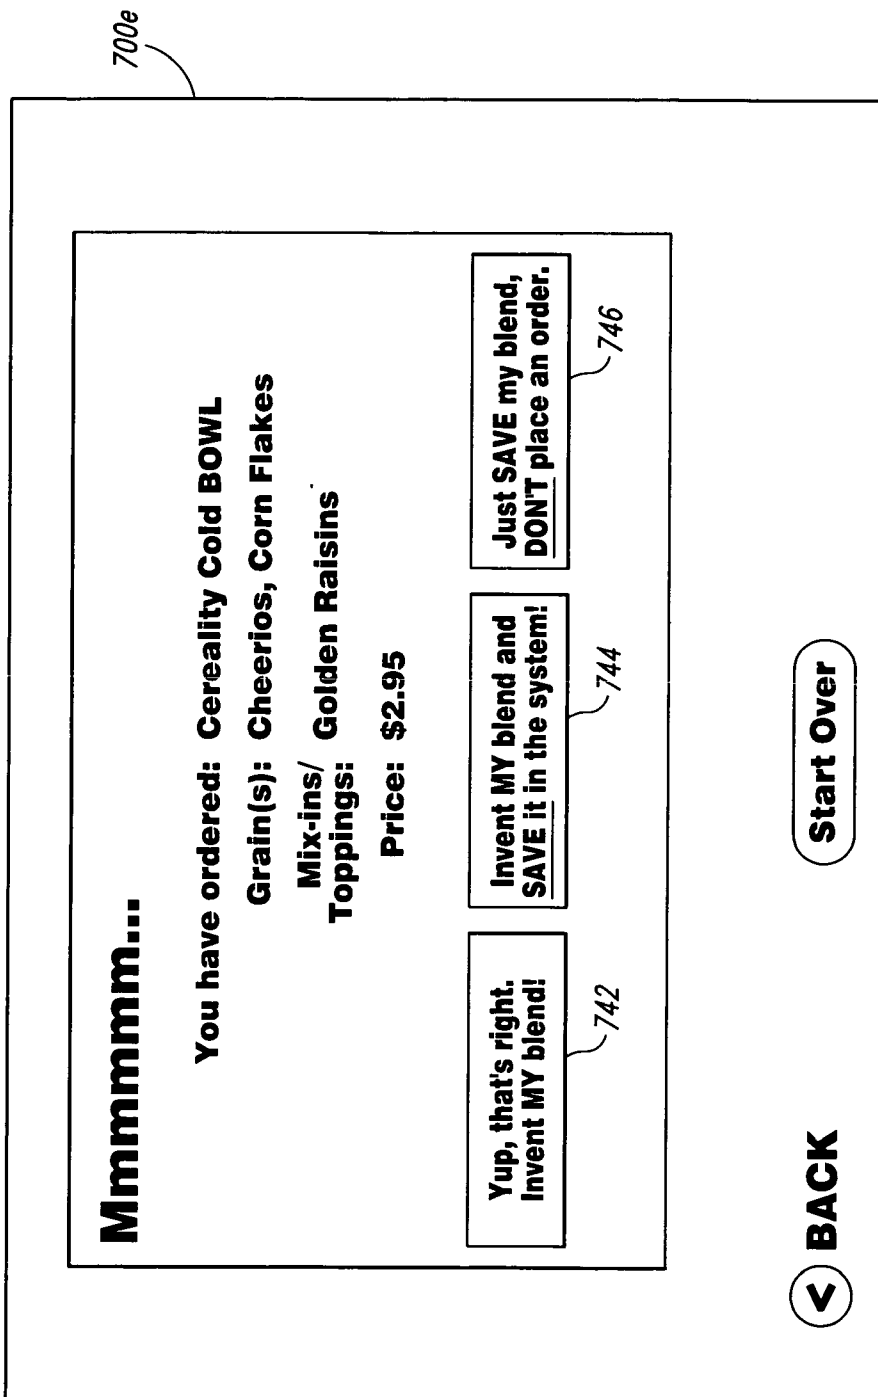 700e
Mmmmmm...
You have ordered: Cereality Cold BOWL
Grain(s): Cheerios, Corn Flakes
Mix-ins/
Toppings: Golden Raisins
Price: $2.95
Yup, that's right.
Invent MY blend!
742
Invent MY blend and
SAVE it in the system!
744
Just SAVE my blend,
DON'T place an order.
746
< BACK
Start Over